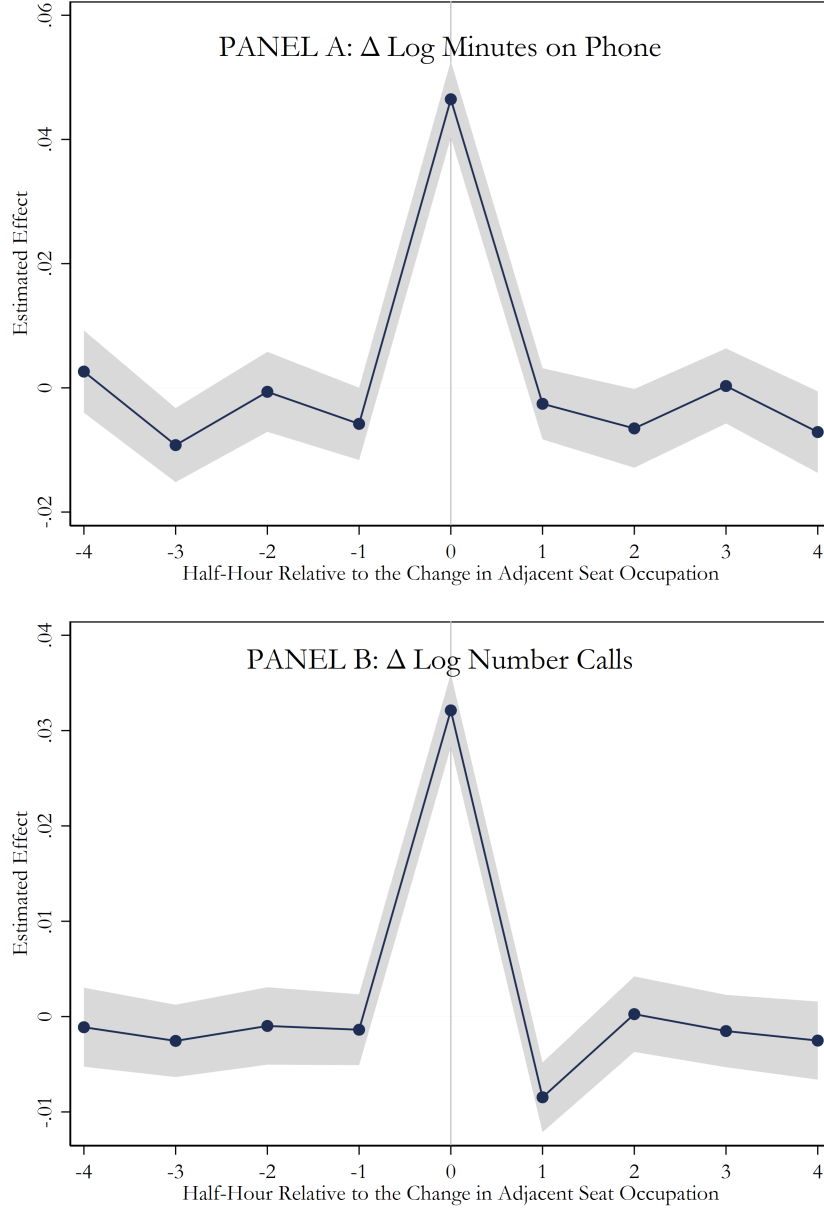 PANEL A: Δ Log Minutes on Phone
Estimated Effect
.06
.04
.02
0
-.02
-4 -3 -2 -1 0 1 2 3 4
Half-Hour Relative to the Change in Adjacent Seat Occupation
PANEL B: Δ Log Number Calls
Estimated Effect
.04
.03
.02
.01
0
-.01
-4 -3 -2 -1 0 1 2 3 4
Half-Hour Relative to the Change in Adjacent Seat Occupation